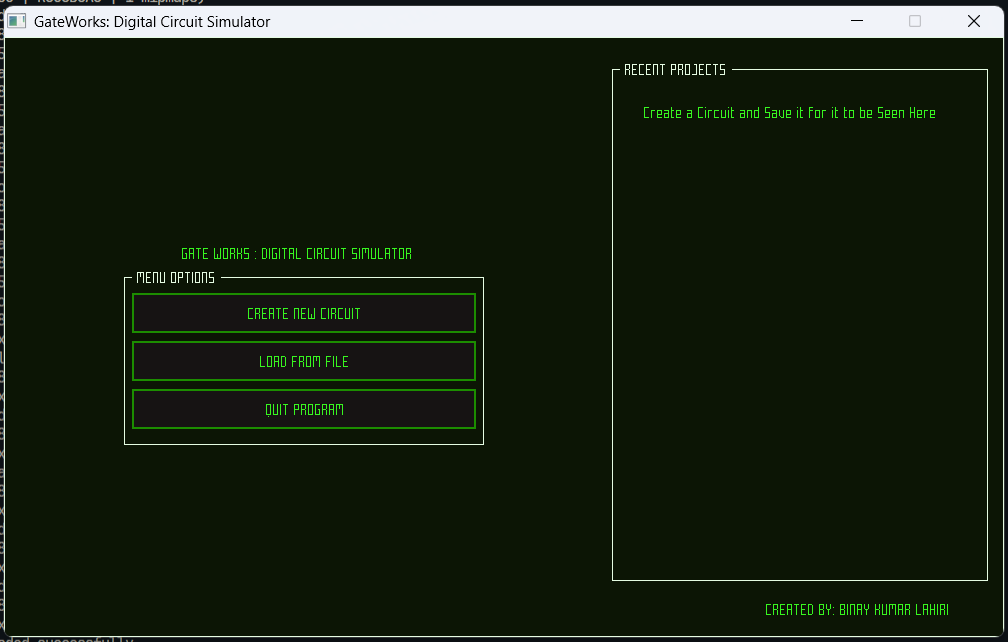 GateWorks: Digital Circuit Simulator
RECENT PROJECTS
Create a Circuit and Save it for it to be Seen Here
GATE WORKS : DIGITAL CIRCUIT SIMULATOR
MENU OPTIONS
CREATE NEW CIRCUIT
LOAD FROM FILE
QUIT PROGRAM
CREATED BY: BINAY KUMAR LAHIRI